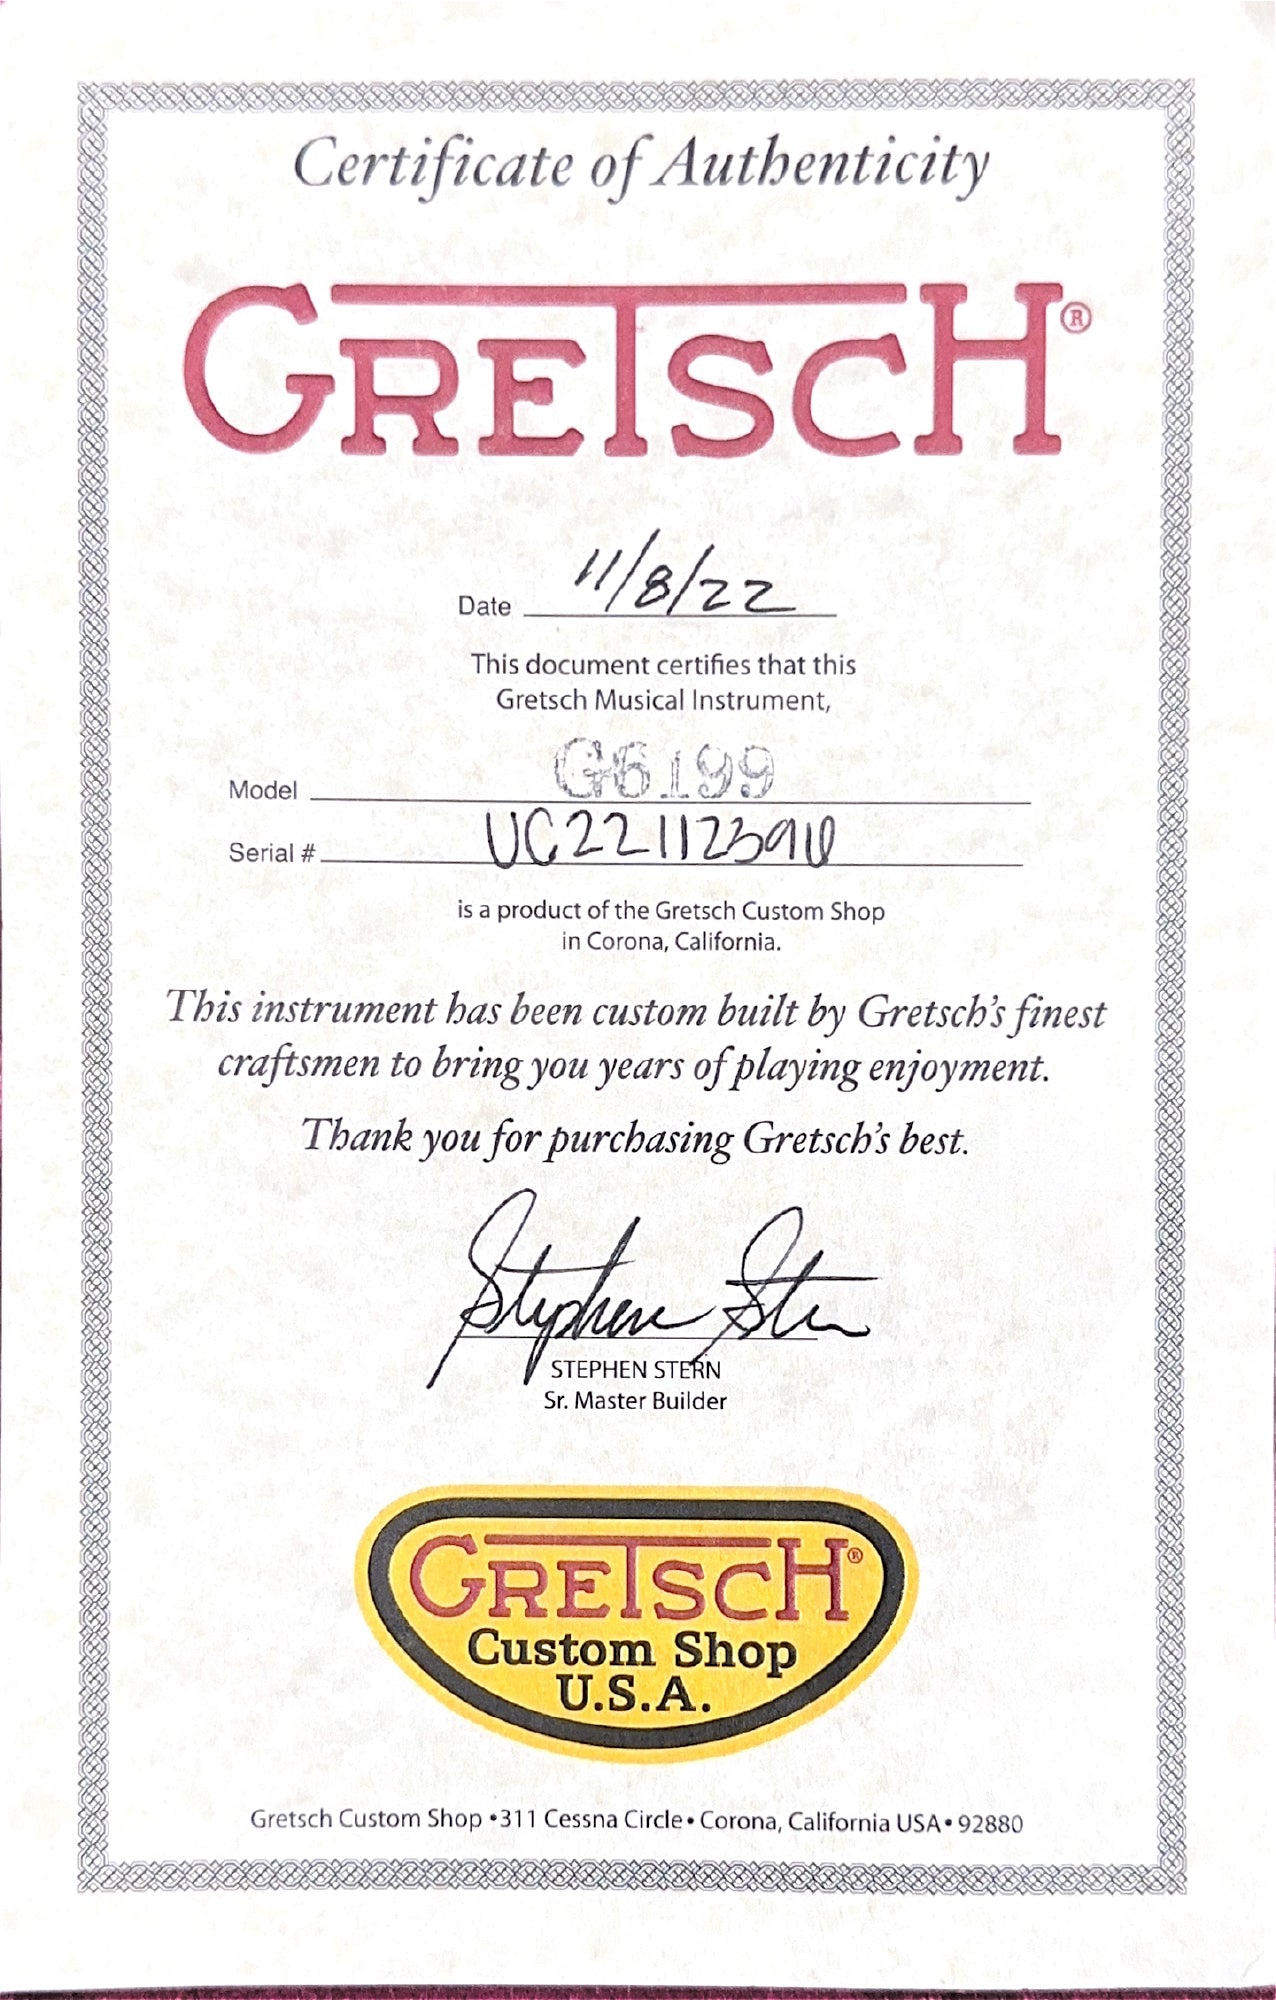 Certificate of Authenticity
GRETSCH®
Date 11/8/22
This document certifies that this
Gretsch Musical Instrument,
Model G6199
Serial #
is a product of the Gretsch Custom Shop
in Corona, California.
This instrument has been custom built by Gretsch's finest
craftsmen to bring you years of playing enjoyment.
Thank you for purchasing Gretsch's best.
Stephen Stern
STEPHEN STERN
Sr. Master Builder
GRETSCH®
Custom Shop
U.S.A.
Gretsch Custom Shop •311 Cessna Circle• Corona, California USA• 92880